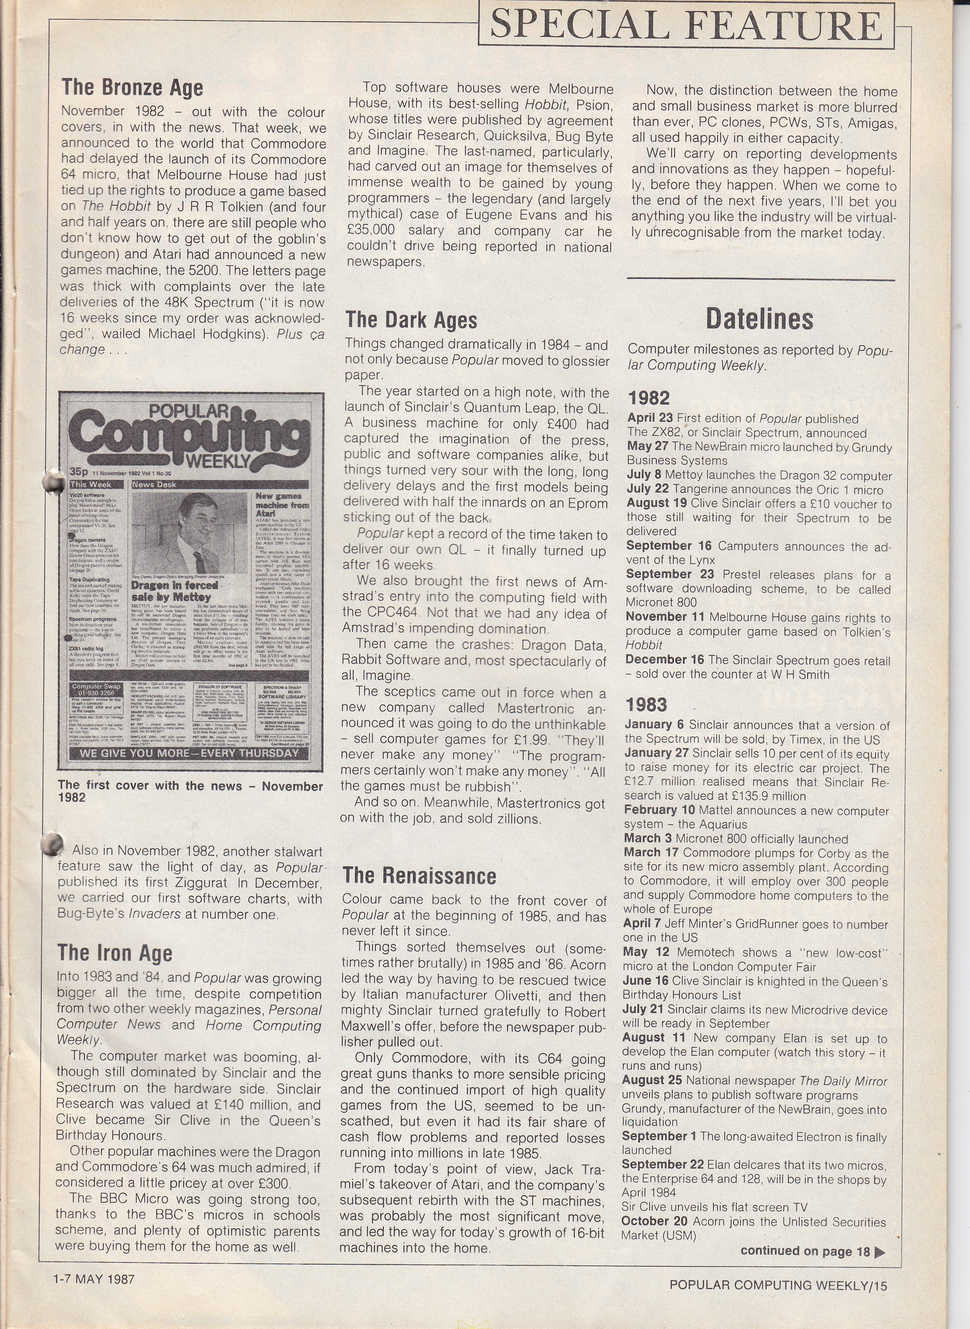 SPECIAL FEATURE
The Bronze Age
November 1982 – out with the colour
covers, in with the news. That week, we
announced to the world that Commodore
had delayed the launch of its Commodore
64 micro, that Melbourne House had just
tied up the rights to produce a game based
on The Hobbit by J R R Tolkien (and four
and half years on, there are still people who
don't know how to get out of the goblin's
dungeon) and Atari had announced a new
games machine, the 5200. The letters page
was thick with complaints over the late
deliveries of the 48K Spectrum ("it is now
16 weeks since my order was acknowled-
ged", wailed Michael Hodgkins). Plus ça
change . . .
POPULAR
Computing
WEEKLY
35p 11 November 1982 Vol 1 No 30
This Week
News Desk
Vic20 software
Dragon owners
Tape Duplicating
Spectrum programs
ZX81 radio log
New games
machine from
Atari
Dragon in forced
sale by Mettoy
Computer Swap
01-930 3266
WE GIVE YOU MORE—EVERY THURSDAY
The first cover with the news – November
1982
Also in November 1982, another stalwart
feature saw the light of day, as Popular
published its first Ziggurat In December,
we carried our first software charts, with
Bug-Byte's Invaders at number one.
The Iron Age
Into 1983 and '84, and Popular was growing
bigger all the time, despite competition
from two other weekly magazines, Personal
Computer News and Home Computing
Weekly.
The computer market was booming, al-
though still dominated by Sinclair and the
Spectrum on the hardware side. Sinclair
Research was valued at £140 million, and
Clive became Sir Clive in the Queen's
Birthday Honours.
Other popular machines were the Dragon
and Commodore's 64 was much admired, if
considered a little pricey at over £300.
The BBC Micro was going strong too,
thanks to the BBC's micros in schools
scheme, and plenty of optimistic parents
were buying them for the home as well.
Top software houses were Melbourne
House, with its best-selling Hobbit, Psion,
whose titles were published by agreement
by Sinclair Research, Quicksilva, Bug Byte
and Imagine. The last-named, particularly,
had carved out an image for themselves of
immense wealth to be gained by young
programmers – the legendary (and largely
mythical) case of Eugene Evans and his
£35,000 salary and company car he
couldn't drive being reported in national
newspapers.
The Dark Ages
Things changed dramatically in 1984 – and
not only because Popular moved to glossier
paper.
The year started on a high note, with the
launch of Sinclair's Quantum Leap, the QL.
A business machine for only £400 had
captured the imagination of the press,
public and software companies alike, but
things turned very sour with the long, long
delivery delays and the first models being
delivered with half the innards on an Eprom
sticking out of the back.
Popular kept a record of the time taken to
deliver our own QL – it finally turned up
after 16 weeks.
We also brought the first news of Am-
strad's entry into the computing field with
the CPC464. Not that we had any idea of
Amstrad's impending domination.
Then came the crashes: Dragon Data,
Rabbit Software and, most spectacularly of
all, Imagine.
The sceptics came out in force when a
new company called Mastertronic an-
nounced it was going to do the unthinkable
– sell computer games for £1.99. "They'll
never make any money" "The program-
mers certainly won't make any money". "All
the games must be rubbish".
And so on. Meanwhile, Mastertronics got
on with the job, and sold zillions.
The Renaissance
Colour came back to the front cover of
Popular at the beginning of 1985, and has
never left it since.
Things sorted themselves out (some-
times rather brutally) in 1985 and '86. Acorn
led the way by having to be rescued twice
by Italian manufacturer Olivetti, and then
mighty Sinclair turned gratefully to Robert
Maxwell's offer, before the newspaper pub-
lisher pulled out.
Only Commodore, with its C64 going
great guns thanks to more sensible pricing
and the continued import of high quality
games from the US, seemed to be un-
scathed, but even it had its fair share of
cash flow problems and reported losses
running into millions in late 1985.
From today's point of view, Jack Tra-
miel's takeover of Atari, and the company's
subsequent rebirth with the ST machines,
was probably the most significant move,
and led the way for today's growth of 16-bit
machines into the home.
Now, the distinction between the home
and small business market is more blurred
than ever, PC clones, PCWs, STs, Amigas,
all used happily in either capacity.
We'll carry on reporting developments
and innovations as they happen – hopeful-
ly, before they happen. When we come to
the end of the next five years, I'll bet you
anything you like the industry will be virtual-
ly unrecognisable from the market today.
Datelines
Computer milestones as reported by Popu-
lar Computing Weekly.
1982
April 23 First edition of Popular published
The ZX82, or Sinclair Spectrum, announced
May 27 The NewBrain micro launched by Grundy
Business Systems
July 8 Mettoy launches the Dragon 32 computer
July 22 Tangerine announces the Oric 1 micro
August 19 Clive Sinclair offers a £10 voucher to
those still waiting for their Spectrum to be
delivered
September 16 Camputers announces the ad-
vent of the Lynx
September 23 Prestel releases plans for a
software downloading scheme, to be called
Micronet 800
November 11 Melbourne House gains rights to
produce a computer game based on Tolkien's
Hobbit
December 16 The Sinclair Spectrum goes retail
– sold over the counter at W H Smith
1983
January 6 Sinclair announces that a version of
the Spectrum will be sold, by Timex, in the US
January 27 Sinclair sells 10 per cent of its equity
to raise money for its electric car project. The
£12.7 million realised means that Sinclair Re-
search is valued at £135.9 million
February 10 Mattel announces a new computer
system – the Aquarius
March 3 Micronet 800 officially launched
March 17 Commodore plumps for Corby as the
site for its new micro assembly plant. According
to Commodore, it will employ over 300 people
and supply Commodore home computers to the
whole of Europe
April 7 Jeff Minter's GridRunner goes to number
one in the US
May 12 Memotech shows a "new low-cost"
micro at the London Computer Fair
June 16 Clive Sinclair is knighted in the Queen's
Birthday Honours List
July 21 Sinclair claims its new Microdrive device
will be ready in September
August 11 New company Elan is set up to
develop the Elan computer (watch this story – it
runs and runs)
August 25 National newspaper The Daily Mirror
unveils plans to publish software programs
Grundy, manufacturer of the NewBrain, goes into
liquidation
September 1 The long-awaited Electron is finally
launched
September 22 Elan delcares that its two micros,
the Enterprise 64 and 128, will be in the shops by
April 1984
Sir Clive unveils his flat screen TV
October 20 Acorn joins the Unlisted Securities
Market (USM)
continued on page 18 ▶
1-7 MAY 1987
POPULAR COMPUTING WEEKLY/15